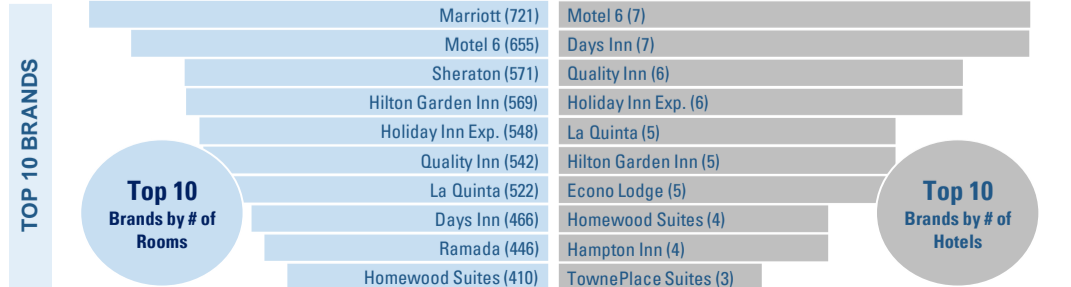 TOP 10 BRANDS
Marriott (721)
Motel 6 (655)
Sheraton (571)
Hilton Garden Inn (569)
Holiday Inn Exp. (548)
Quality Inn (542)
La Quinta (522)
Days Inn (466)
Ramada (446)
Homewood Suites (410)
Top 10
Brands by # of
Rooms
Motel 6 (7)
Days Inn (7)
Quality Inn (6)
Holiday Inn Exp. (6)
La Quinta (5)
Hilton Garden Inn (5)
Econo Lodge (5)
Homewood Suites (4)
Hampton Inn (4)
TownePlace Suites (3)
Top 10
Brands by # of
Hotels